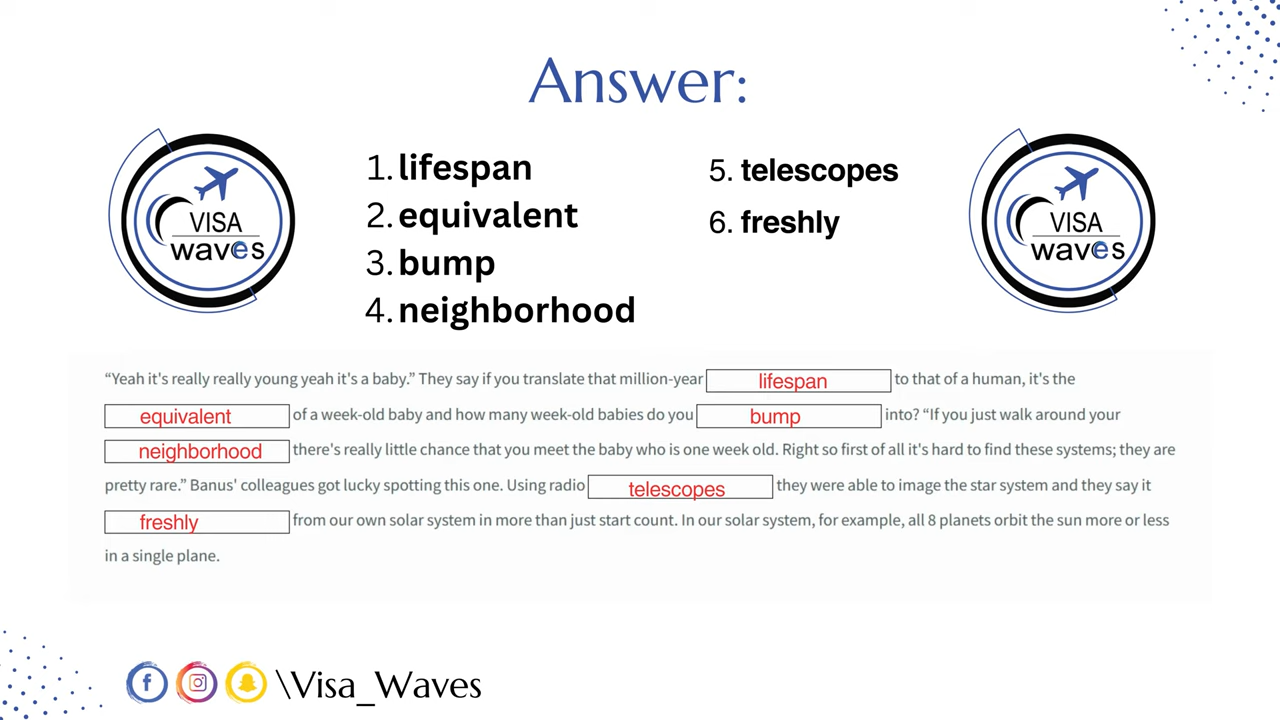 Answer:
VISA
waves
1. lifespan
2. equivalent
3. bump
4. neighborhood
5. telescopes
6. freshly
VISA
waves
“Yeah it's really really young yeah it's a baby.” They say if you translate that million-year lifespan to that of a human, it's the
equivalent of a week-old baby and how many week-old babies do you bump into? “If you just walk around your
neighborhood there's really little chance that you meet the baby who is one week old. Right so first of all it's hard to find these systems; they are
pretty rare.” Banus' colleagues got lucky spotting this one. Using radio telescopes they were able to image the star system and they say it
freshly from our own solar system in more than just start count. In our solar system, for example, all 8 planets orbit the sun more or less
in a single plane.
\Visa_Waves